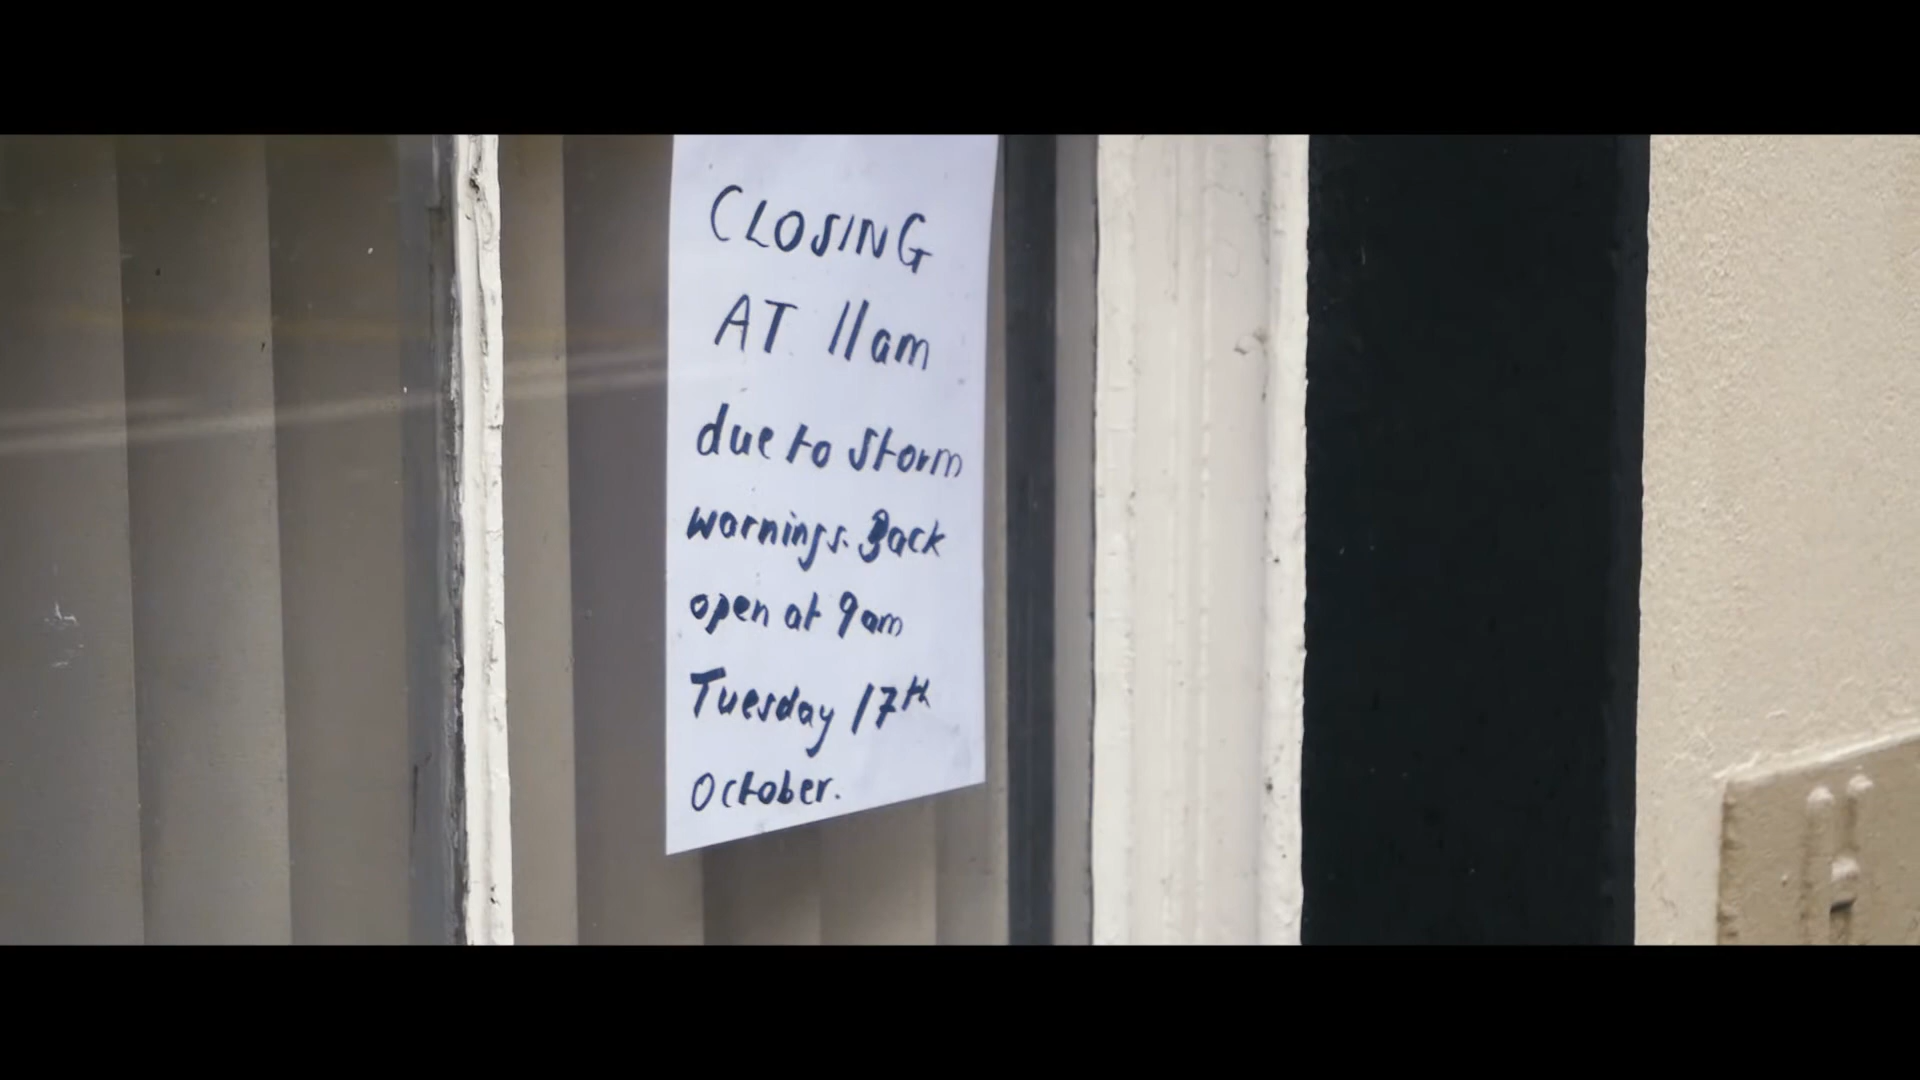 CLOSING
AT 11am
due to storm
warnings. Back
open at 9am
Tuesday 17th
October.